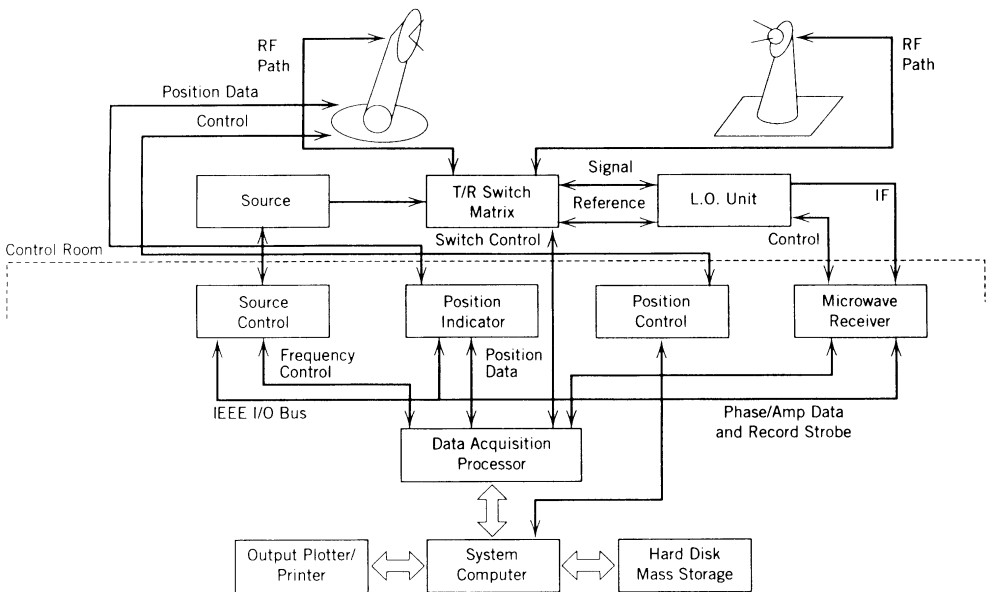 RF
Path
RF
Path
Position Data
Control
Signal
Source
T/R Switch
Matrix
Reference
L.O. Unit
IF
Switch Control
Control
Control Room
Source
Control
Position
Indicator
Position
Control
Microwave
Receiver
Frequency
Control
Position
Data
IEEE I/O Bus
Phase/Amp Data
and Record Strobe
Data Acquisition
Processor
Output Plotter/
Printer
System
Computer
Hard Disk
Mass Storage